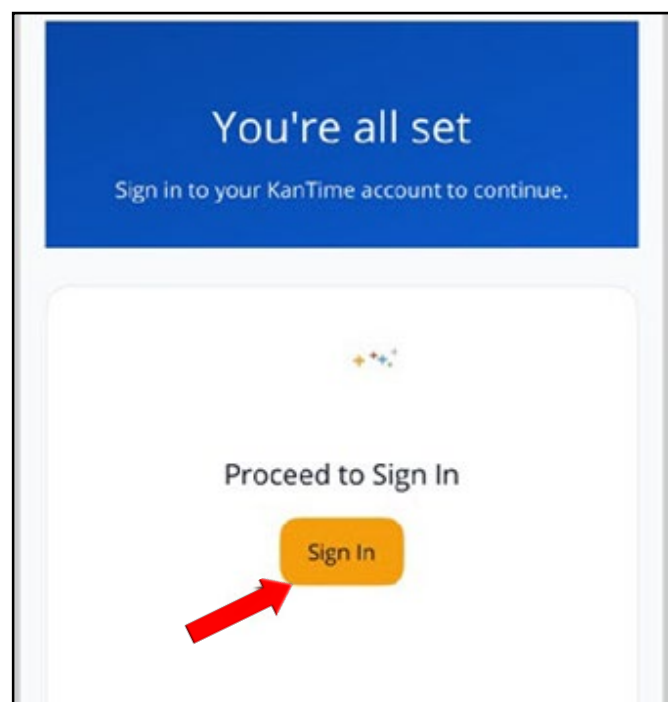 You're all set
Sign in to your KanTime account to continue.
Proceed to Sign In
Sign In